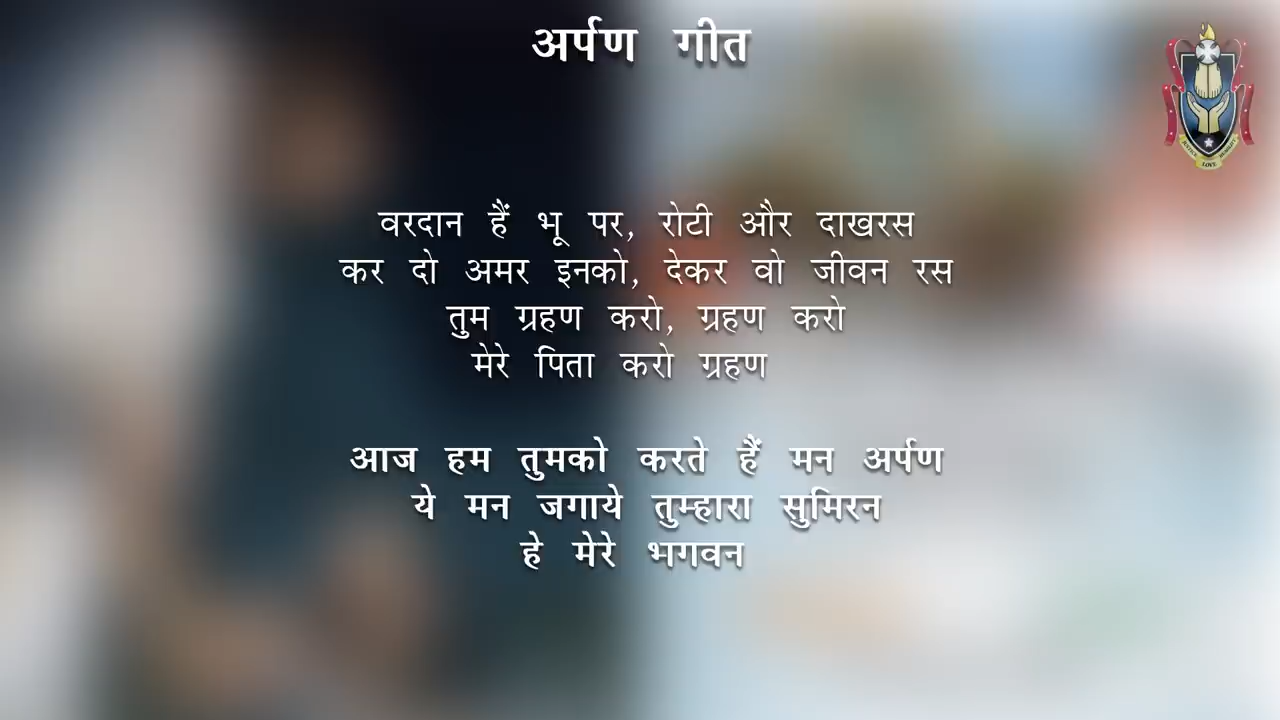 अर्पण गीत
वरदान हैं भू पर, रोटी और दाखरस
कर दो अमर इनको, देकर वो जीवन रस
तुम ग्रहण करो, ग्रहण करो
मेरे पिता करो ग्रहण
आज हम तुमको करते हैं मन अर्पण
ये मन जगाये तुम्हारा सुमिरन
हे मेरे भगवन
LOVE